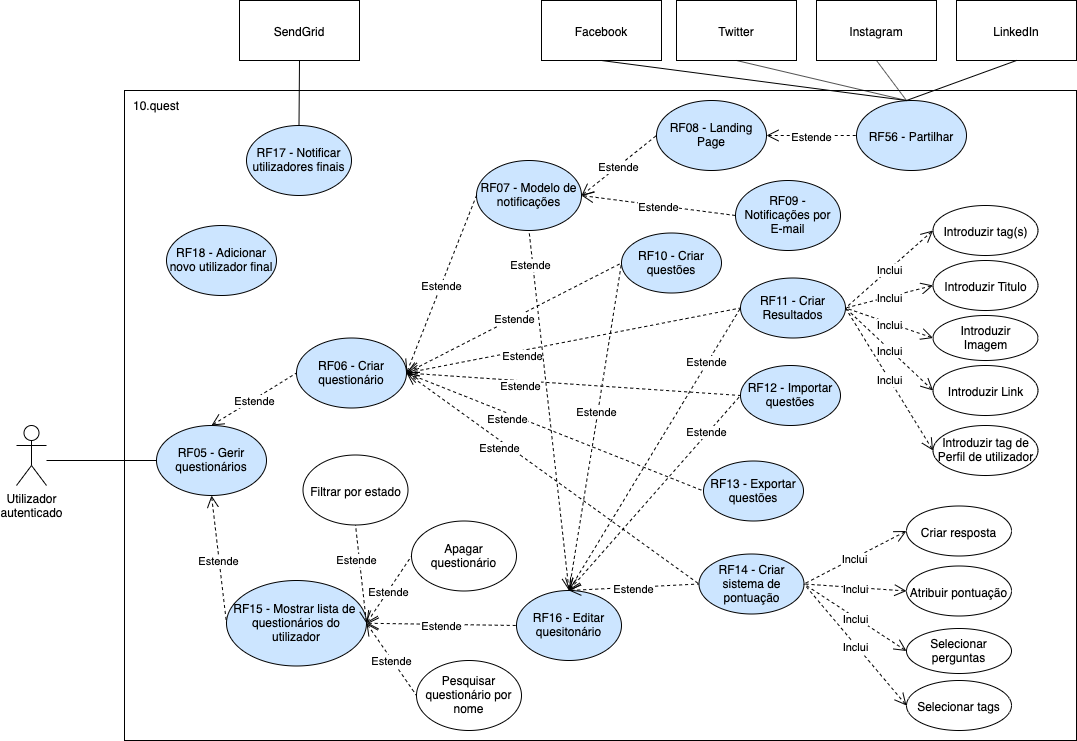 SendGrid
Facebook
Twitter
Instagram
LinkedIn
10.quest
RF17 - Notificar
utilizadores finais
RF08 - Landing
Page
Estende
RF56 - Partilhar
Estende
RF07 - Modelo de
notificações
Estende
RF09 -
Notificações por
E-mail
RF18 - Adicionar
novo utilizador final
Estende
RF10 - Criar
questões
Estende
Introduzir tag(s)
Inclui
RF11 - Criar
Resultados
Inclui
Introduzir Titulo
Estende
Inclui
Introduzir
Imagem
RF06 - Criar
questionário
Estende
Estende
Inclui
Inclui
Introduzir Link
Estende
RF12 - Importar
questões
Estende
Estende
Estende
Estende
Introduzir tag de
Perfil de utilizador
Utilizador
autenticado
RF05 - Gerir
questionários
Estende
Filtrar por estado
RF13 - Exportar
questões
Criar resposta
Apagar
questionário
Estende
Estende
Inclui
RF14 - Criar
sistema de
pontuação
Estende
Inclui
Atribuir pontuação
Estende
RF15 - Mostrar lista de
questionários do
utilizador
Estende
RF16 - Editar
quesitonário
Inclui
Selecionar
perguntas
Inclui
Estende
Pesquisar
questionário por
nome
Selecionar tags